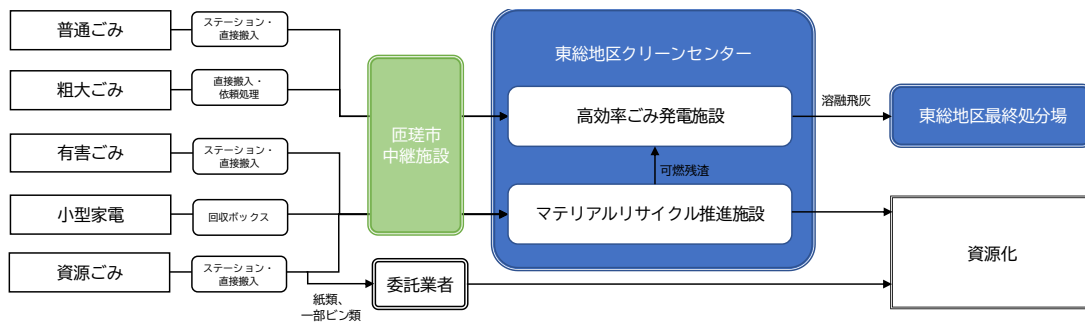 普通ごみ
ステーション・
直接搬入
粗大ごみ
直接搬入・
依頼処理
有害ごみ
ステーション・
直接搬入
小型家電
回収ボックス
資源ごみ
ステーション・
直接搬入
紙類、
一部ビン類
匝瑳市
中継施設
委託業者
東総地区クリーンセンター
高効率ごみ発電施設
可燃残渣
マテリアルリサイクル推進施設
溶融飛灰
東総地区最終処分場
資源化